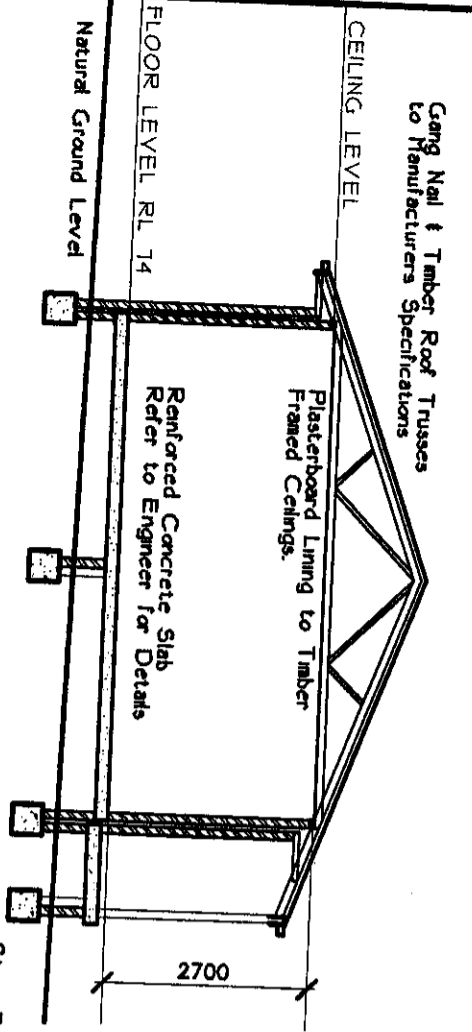 Gang Nail & Timber Roof Trusses
to Manufacturers Specifications
CEILING LEVEL
Plasterboard Lining to Timber
Framed Ceilings.
FLOOR LEVEL RL 74
Reinforced Concrete Slab
Refer to Engineer for Details
Natural Ground Level
2700